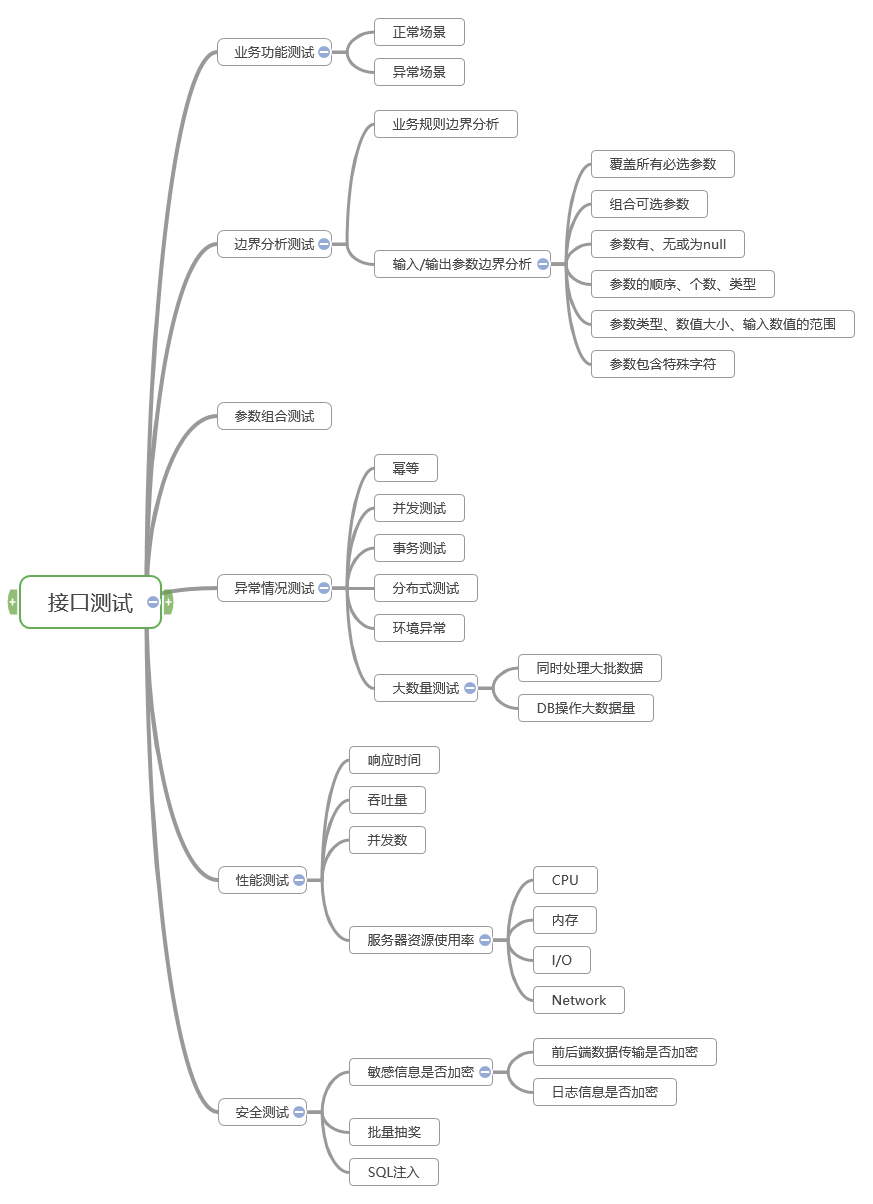 接口测试
业务功能测试
正常场景
异常场景
边界分析测试
业务规则边界分析
输入/输出参数边界分析
覆盖所有必选参数
组合可选参数
参数有、无或为null
参数的顺序、个数、类型
参数类型、数值大小、输入数值的范围
参数包含特殊字符
参数组合测试
异常情况测试
幂等
并发测试
事务测试
分布式测试
环境异常
大数量测试
同时处理大批数据
DB操作大数据量
性能测试
响应时间
吞吐量
并发数
服务器资源使用率
CPU
内存
I/O
Network
安全测试
敏感信息是否加密
前后端数据传输是否加密
日志信息是否加密
批量抽奖
SQL注入